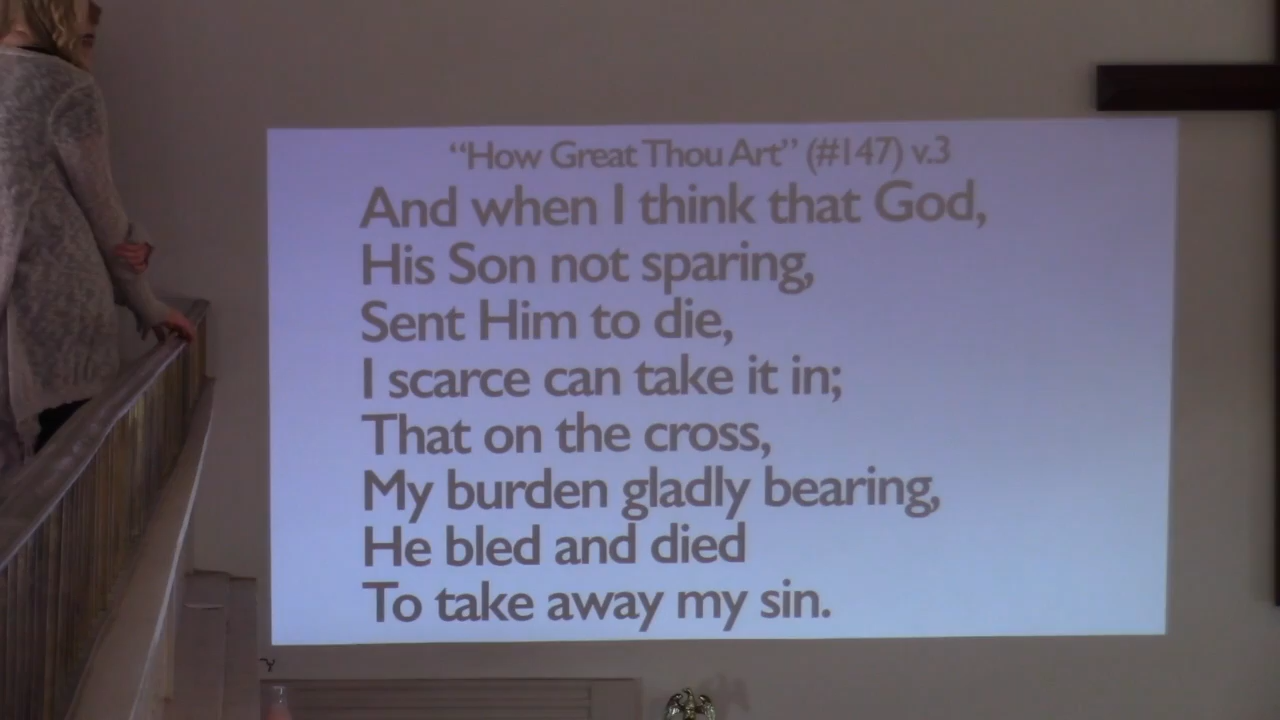 “How Great Thou Art” (#147) v.3
And when I think that God,
His Son not sparing,
Sent Him to die,
I scarce can take it in;
That on the cross,
My burden gladly bearing,
He bled and died
To take away my sin.